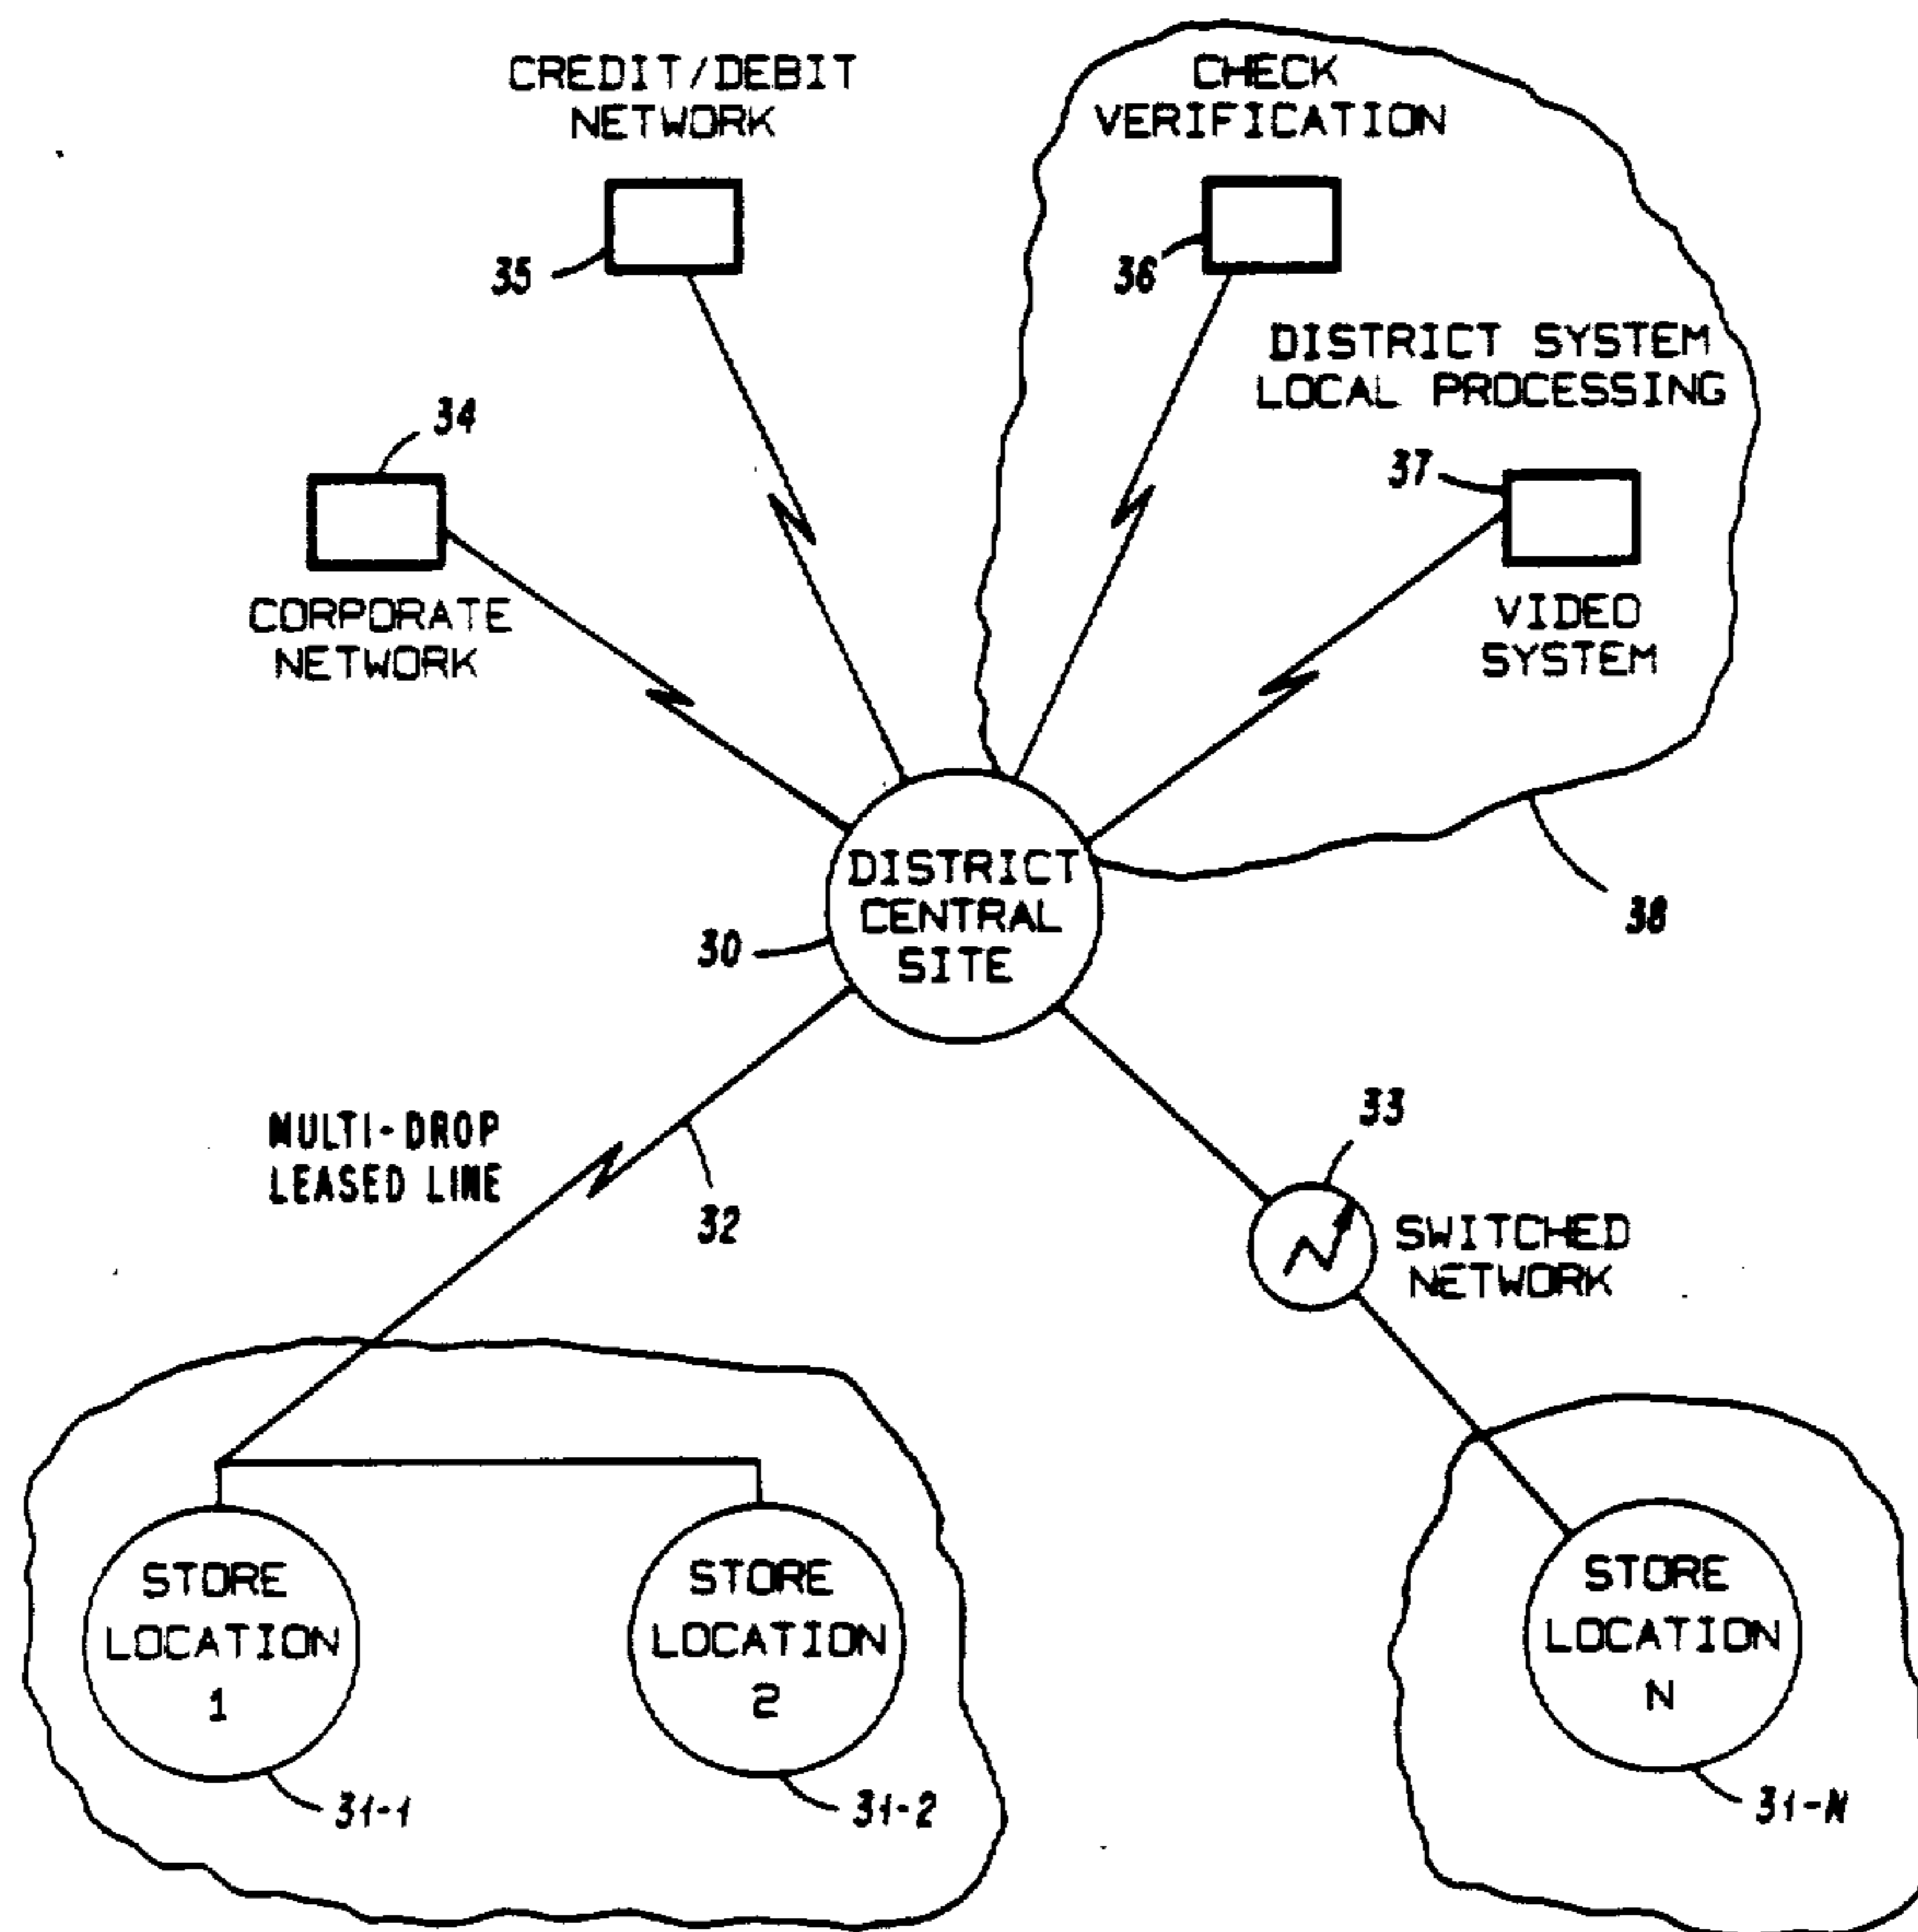 CREDIT/DEBIT
NETWORK
CHECK
VERIFICATION
35
36
DISTRICT SYSTEM
LOCAL PROCESSING
34
37
CORPORATE
NETWORK
VIDEO
SYSTEM
DISTRICT
CENTRAL
SITE
30
38
MULTI-DROP
LEASED LINE
32
33
SWITCHED
NETWORK
STORE
LOCATION
1
STORE
LOCATION
2
STORE
LOCATION
N
31-1
31-2
31-N